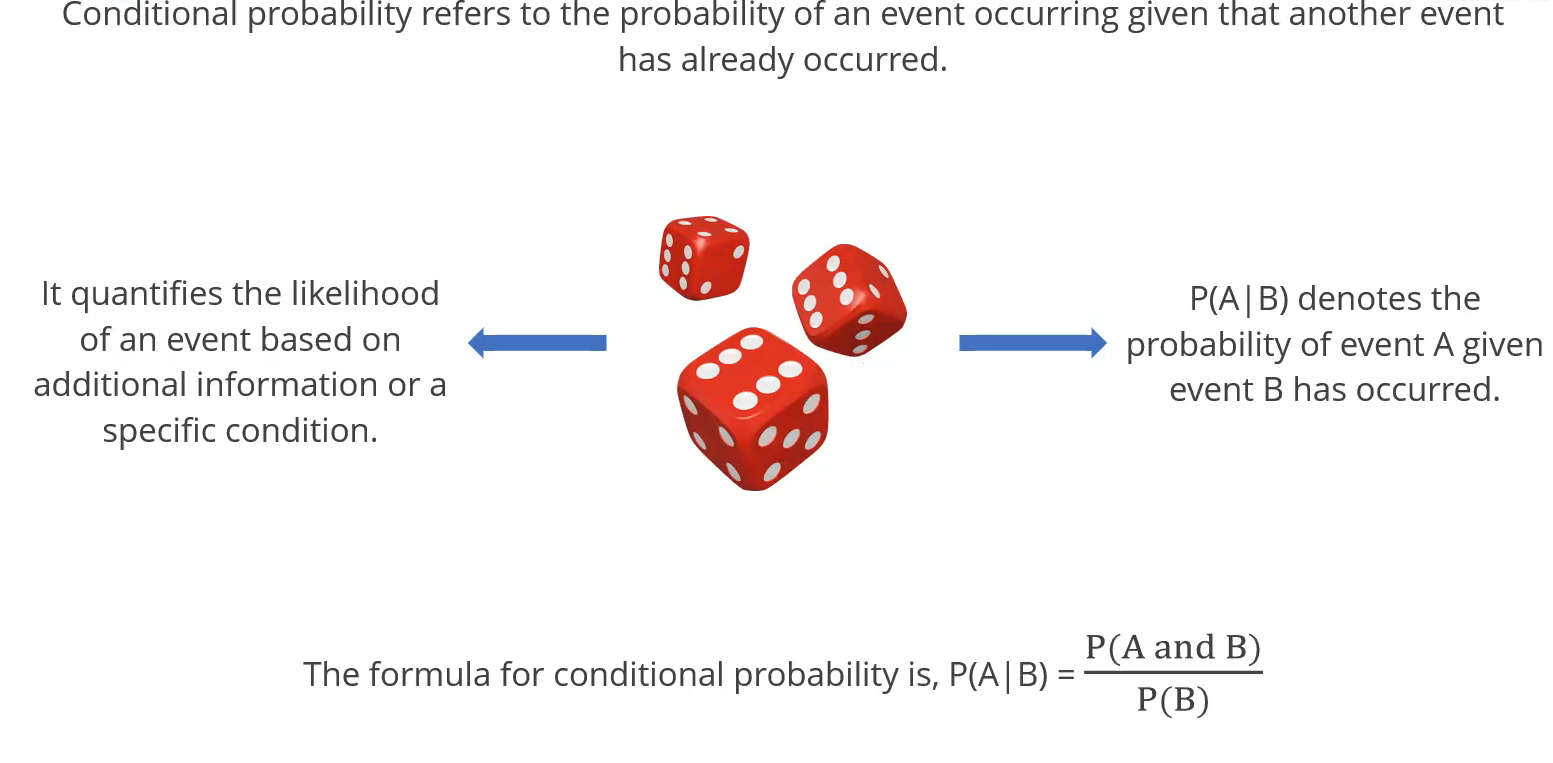 Conditional probability refers to the probability of an event occurring given that another event
has already occurred.
It quantifies the likelihood
of an event based on
additional information or a
specific condition.
P(A|B) denotes the
probability of event A given
event B has occurred.
The formula for conditional probability is, P(A|B) = P(A and B)
P(B)